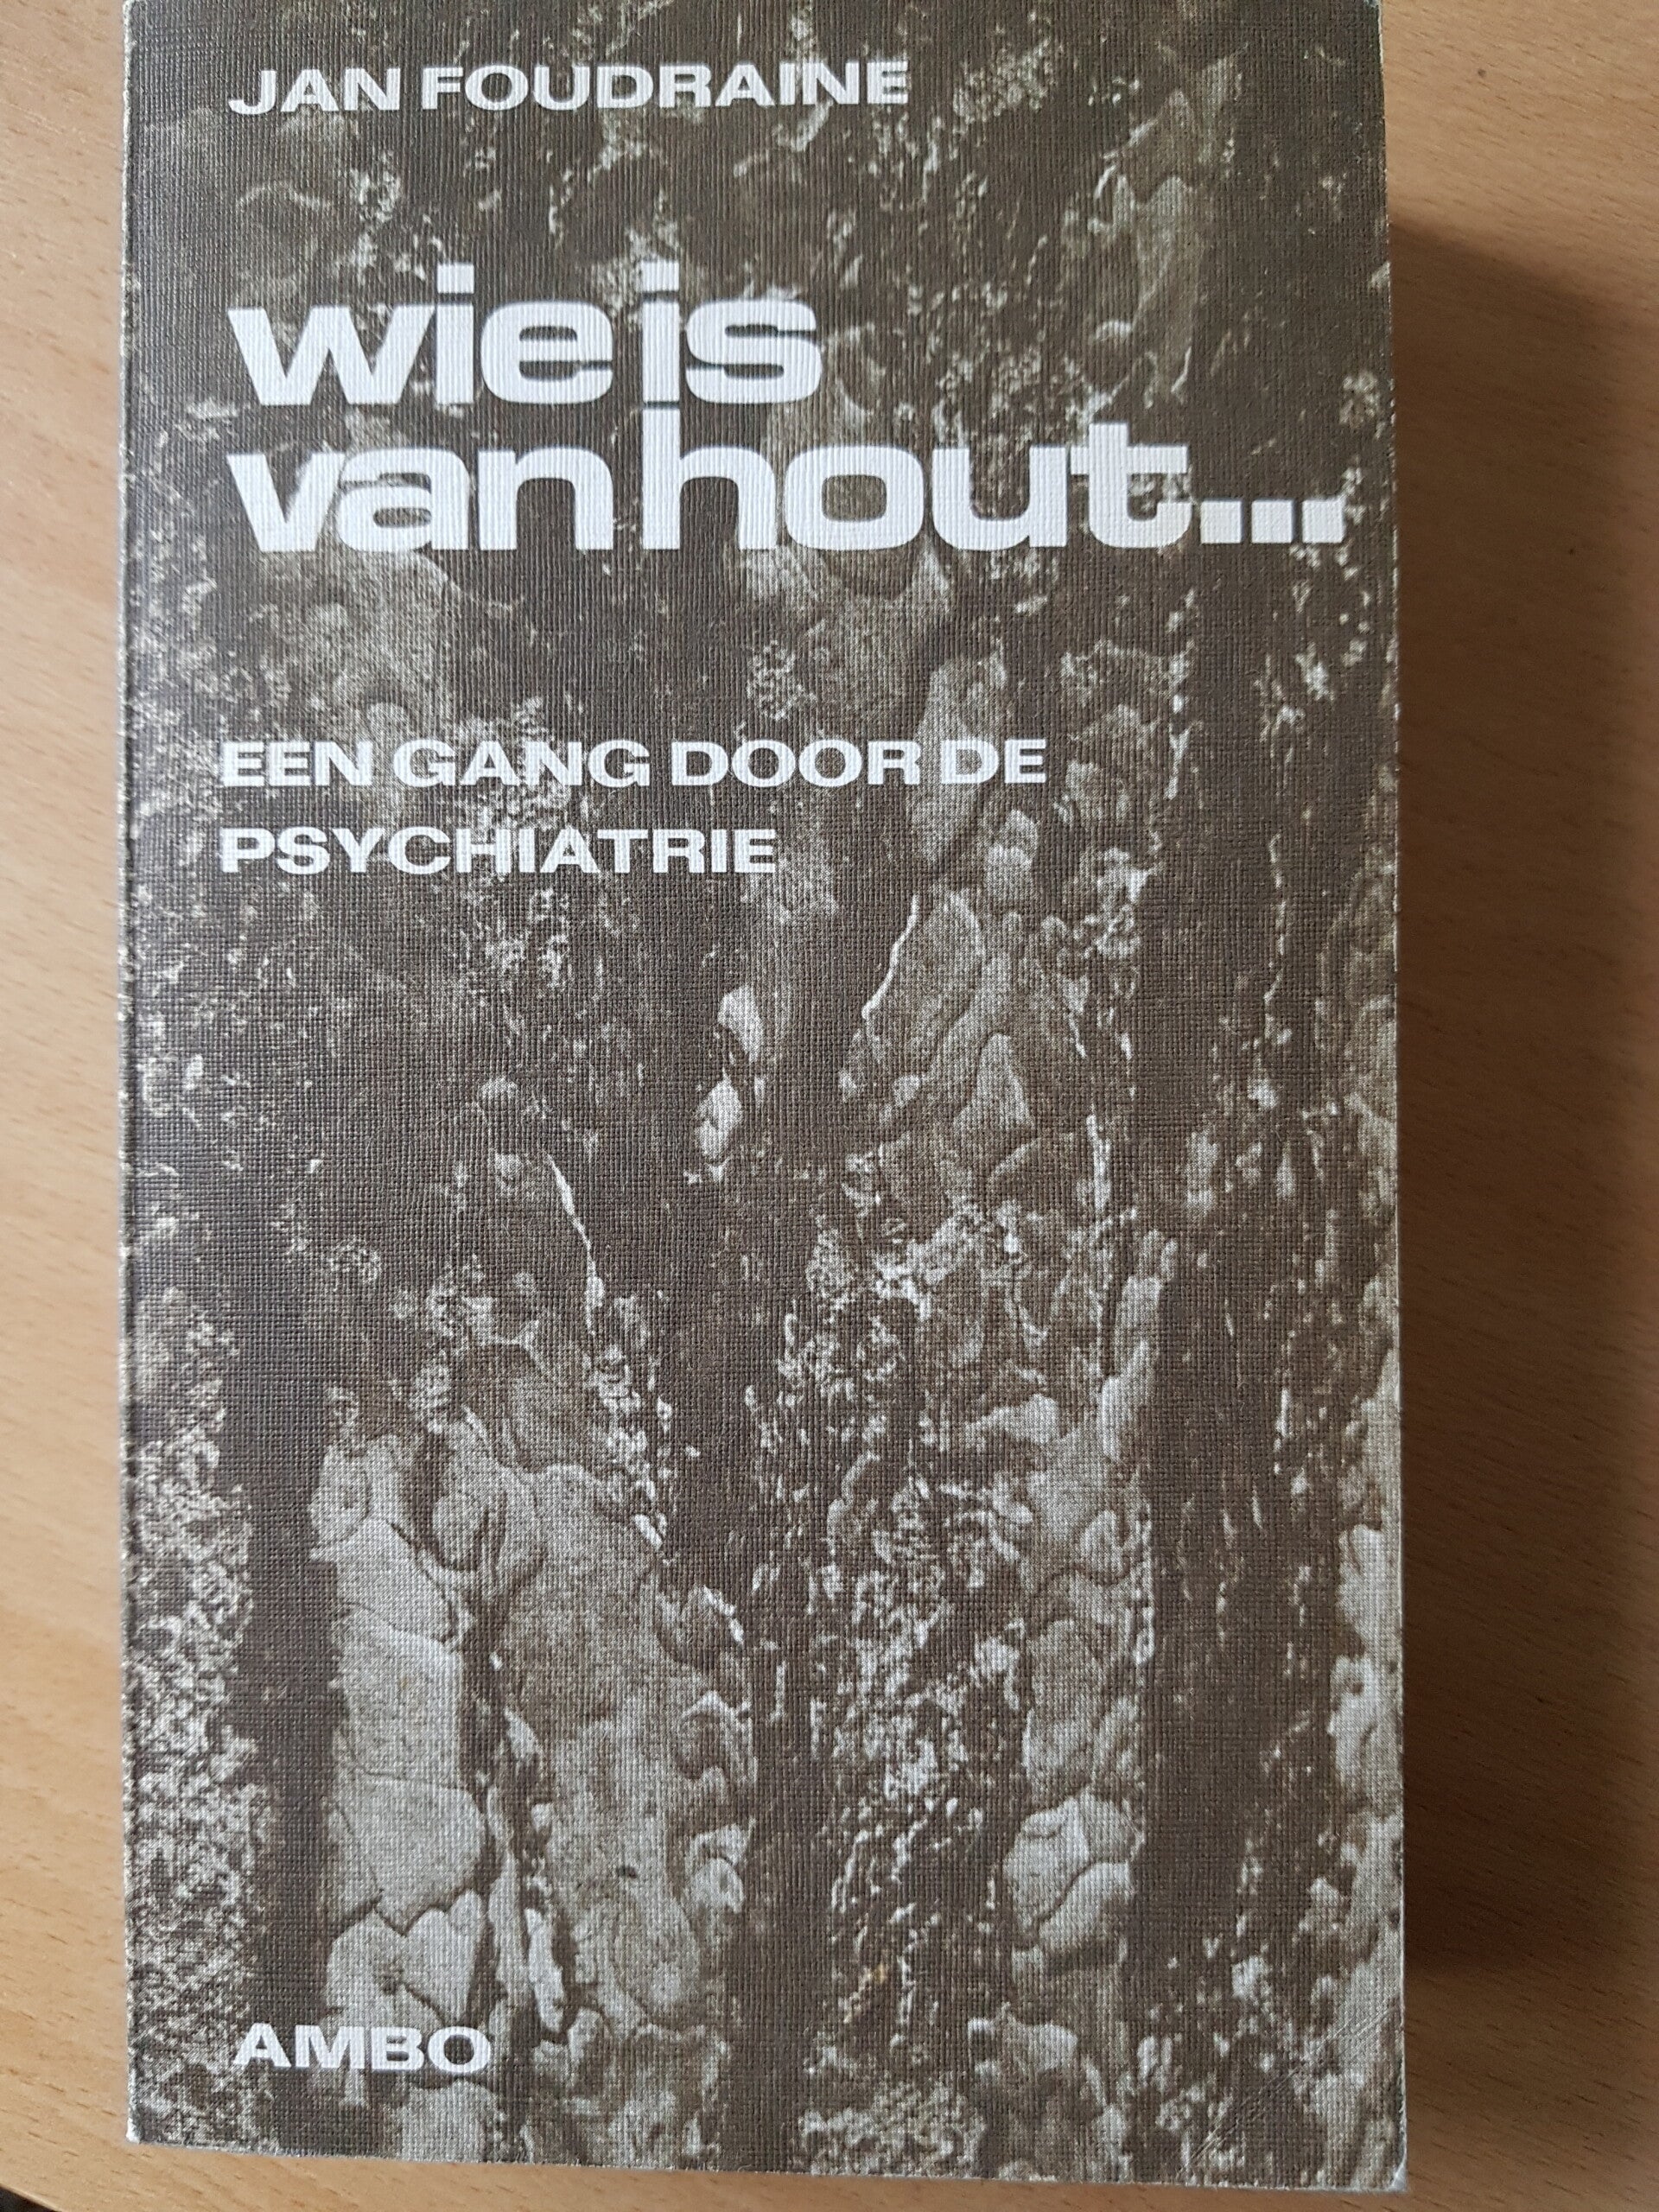 JAN FOUDRAINE
wie is
van hout...
EEN GANG DOOR DE
PSYCHIATRIE
AMBO